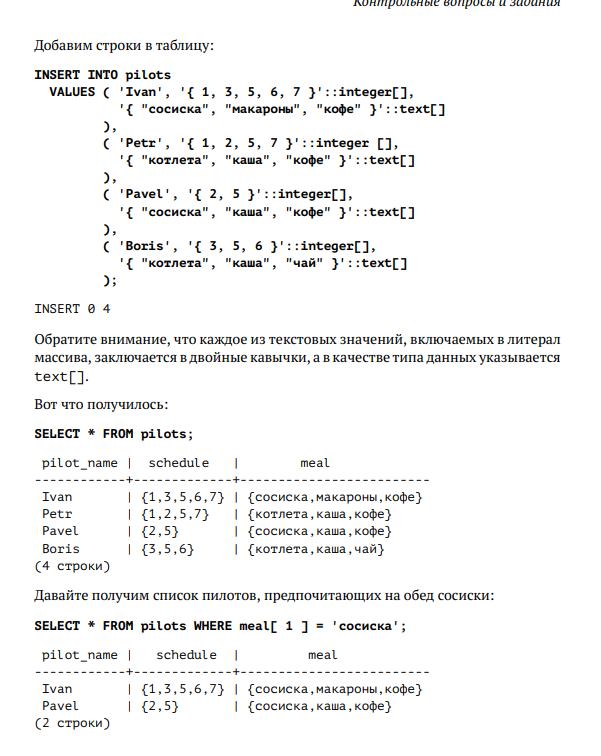 Контрольные вопросы и задания
Добавим строки в таблицу:
INSERT INTO pilots
  VALUES ( 'Ivan', '{ 1, 3, 5, 6, 7 }'::integer[],
           '{ "сосиска", "макароны", "кофе" }'::text[]
         ),
         ( 'Petr', '{ 1, 2, 5, 7 }'::integer [],
           '{ "котлета", "каша", "кофе" }'::text[]
         ),
         ( 'Pavel', '{ 2, 5 }'::integer[],
           '{ "сосиска", "каша", "кофе" }'::text[]
         ),
         ( 'Boris', '{ 3, 5, 6 }'::integer[],
           '{ "котлета", "каша", "чай" }'::text[]
         );
INSERT 0 4
Обратите внимание, что каждое из текстовых значений, включаемых в литерал
массива, заключается в двойные кавычки, а в качестве типа данных указывается
text[].
Вот что получилось:
SELECT * FROM pilots;
 pilot_name |  schedule   |        meal
------------+-------------+-------------------------
 Ivan       | {1,3,5,6,7} | {сосиска,макароны,кофе}
 Petr       | {1,2,5,7}   | {котлета,каша,кофе}
 Pavel      | {2,5}       | {сосиска,каша,кофе}
 Boris      | {3,5,6}     | {котлета,каша,чай}
(4 строки)
Давайте получим список пилотов, предпочитающих на обед сосиски:
SELECT * FROM pilots WHERE meal[ 1 ] = 'сосиска';
 pilot_name |   schedule  |         meal
------------+-------------+-------------------------
 Ivan       | {1,3,5,6,7} | {сосиска,макароны,кофе}
 Pavel      | {2,5}       | {сосиска,каша,кофе}
(2 строки)